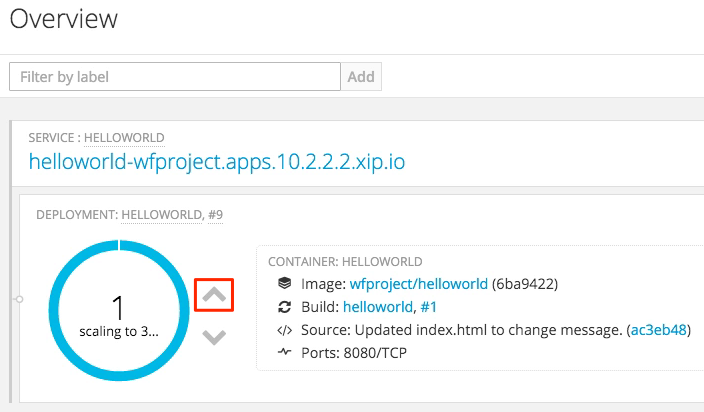 Overview
Filter by label Add
SERVICE : HELLOWORLD
helloworld-wfproject.apps.10.2.2.2.xip.io
DEPLOYMENT: HELLOWORLD, #9
1
scaling to 3...
CONTAINER: HELLOWORLD
Image: wfproject/helloworld (6ba9422)
Build: helloworld, #1
Source: Updated index.html to change message. (ac3eb48)
Ports: 8080/TCP